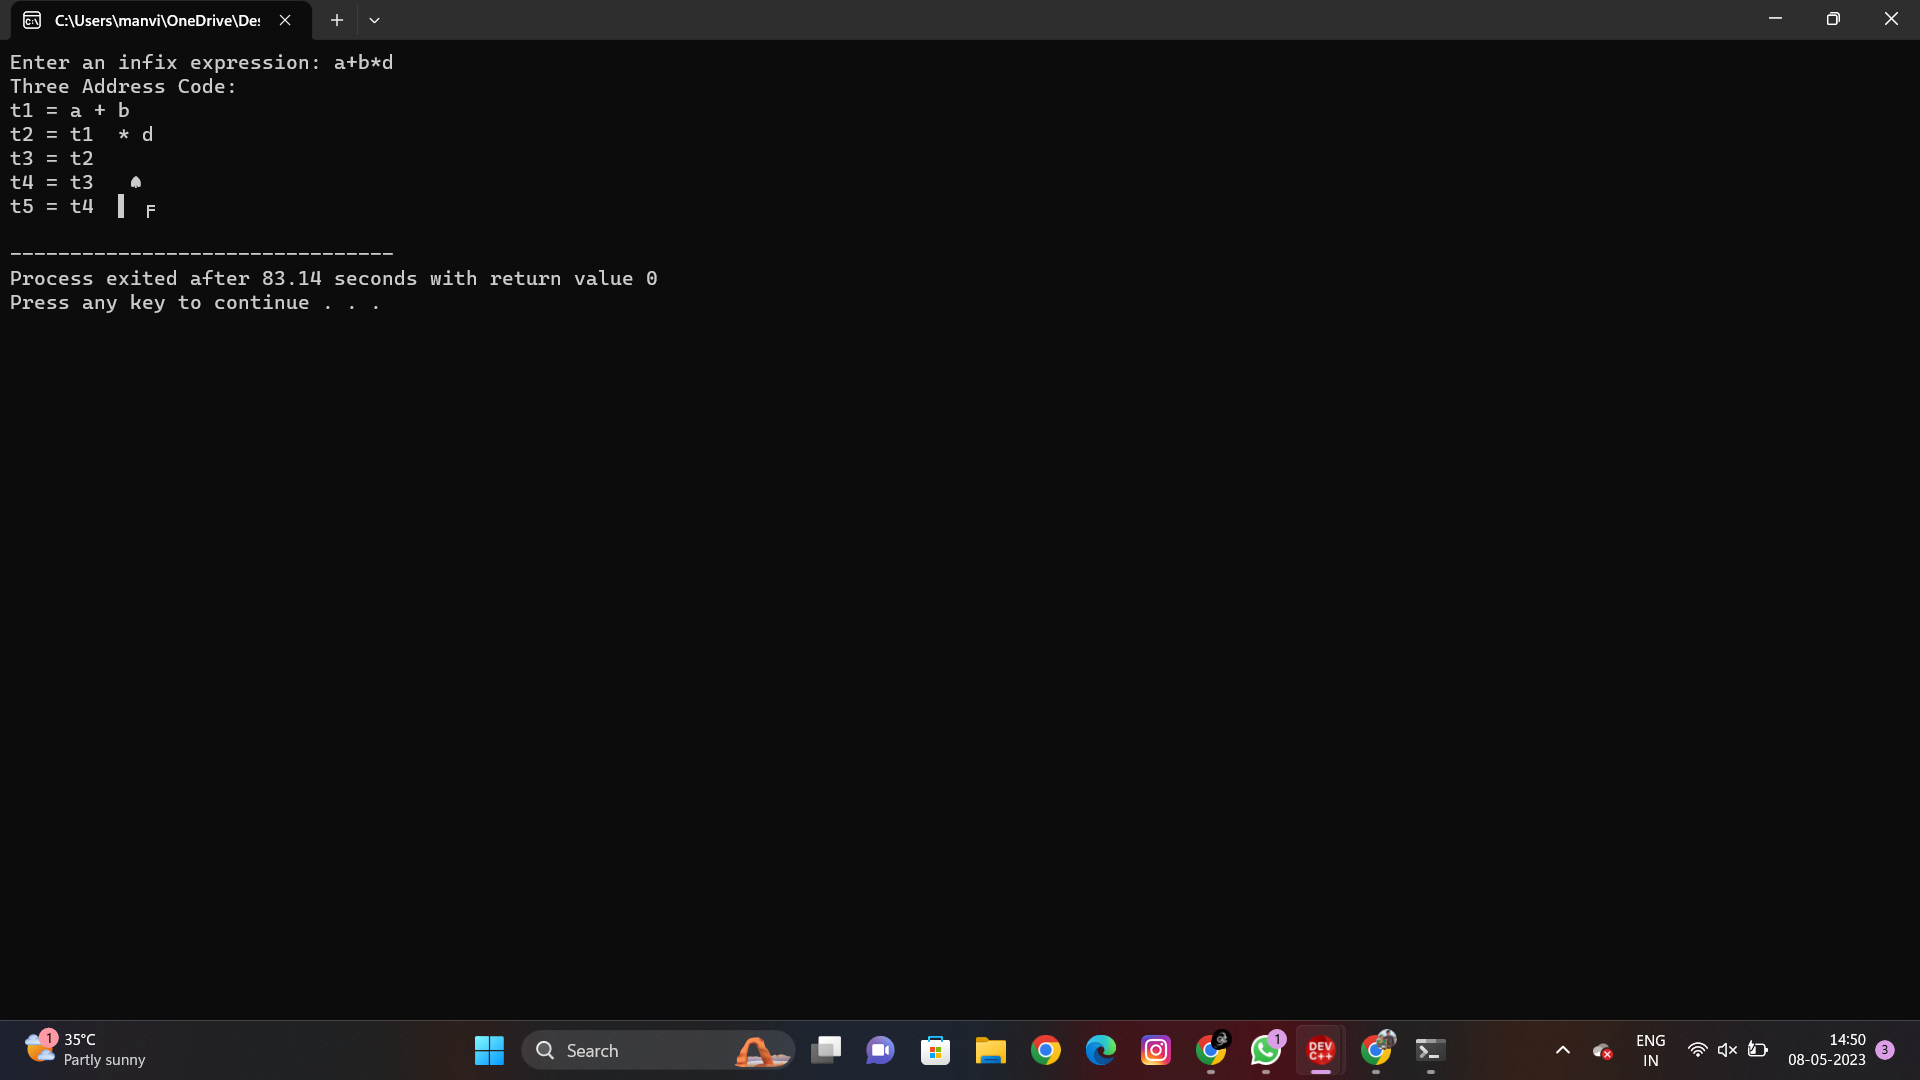 C:\Users\manvi\OneDrive\Des
Enter an infix expression: a+b*d
Three Address Code:
t1 = a + b
t2 = t1  * d
t3 = t2
t4 = t3   ♠
t5 = t4  ▌
--------------------------------
Process exited after 83.14 seconds with return value 0
Press any key to continue . . .
1
35°C
Partly sunny
Search
1
DEV
C++
ENG
IN
14:50
08-05-2023
3